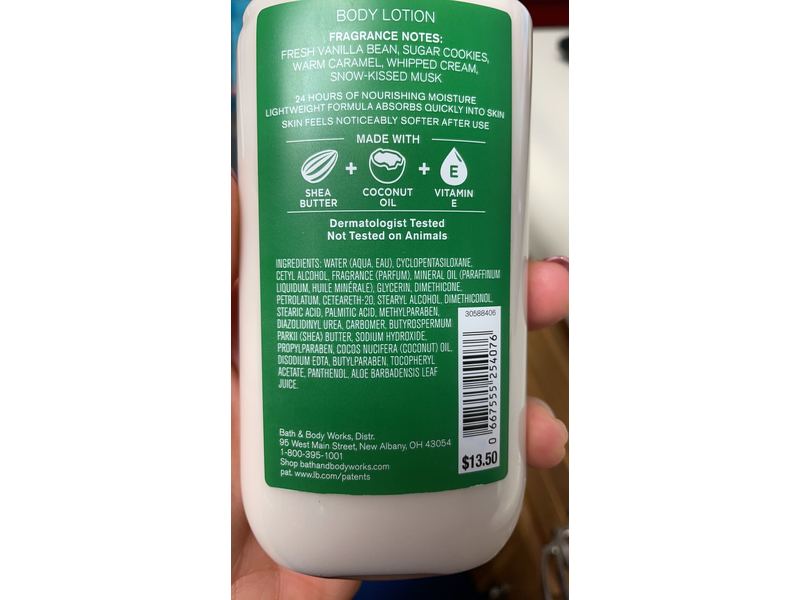 BODY LOTION
FRAGRANCE NOTES:
FRESH VANILLA BEAN, SUGAR COOKIES,
WARM CARAMEL, WHIPPED CREAM,
SNOW-KISSED MUSK
24 HOURS OF NOURISHING MOISTURE
LIGHTWEIGHT FORMULA ABSORBS QUICKLY INTO SKIN
SKIN FEELS NOTICEABLY SOFTER AFTER USE
MADE WITH
SHEA BUTTER + COCONUT OIL + E VITAMIN E
Dermatologist Tested
Not Tested on Animals
INGREDIENTS: WATER (AQUA, EAU), CYCLOPENTASILOXANE,
CETYL ALCOHOL, FRAGRANCE (PARFUM), MINERAL OIL (PARAFFINUM
LIQUIDUM, HUILE MINÉRALE), GLYCERIN, DIMETHICONE,
PETROLATUM, CETEARETH-20, STEARYL ALCOHOL, DIMETHICONOL,
STEARIC ACID, PALMITIC ACID, METHYLPARABEN,
DIAZOLIDINYL UREA, CARBOMER, BUTYROSPERMUM
PARKII (SHEA) BUTTER, SODIUM HYDROXIDE,
PROPYLPARABEN, COCOS NUCIFERA (COCONUT) OIL,
DISODIUM EDTA, BUTYLPARABEN, TOCOPHERYL
ACETATE, PANTHENOL, ALOE BARBADENSIS LEAF
JUICE.
30588406
0 667555 254076
$13.50
Bath & Body Works, Distr.
95 West Main Street, New Albany, OH 43054
1-800-395-1001
Shop bathandbodyworks.com
pat. www.lb.com/patents